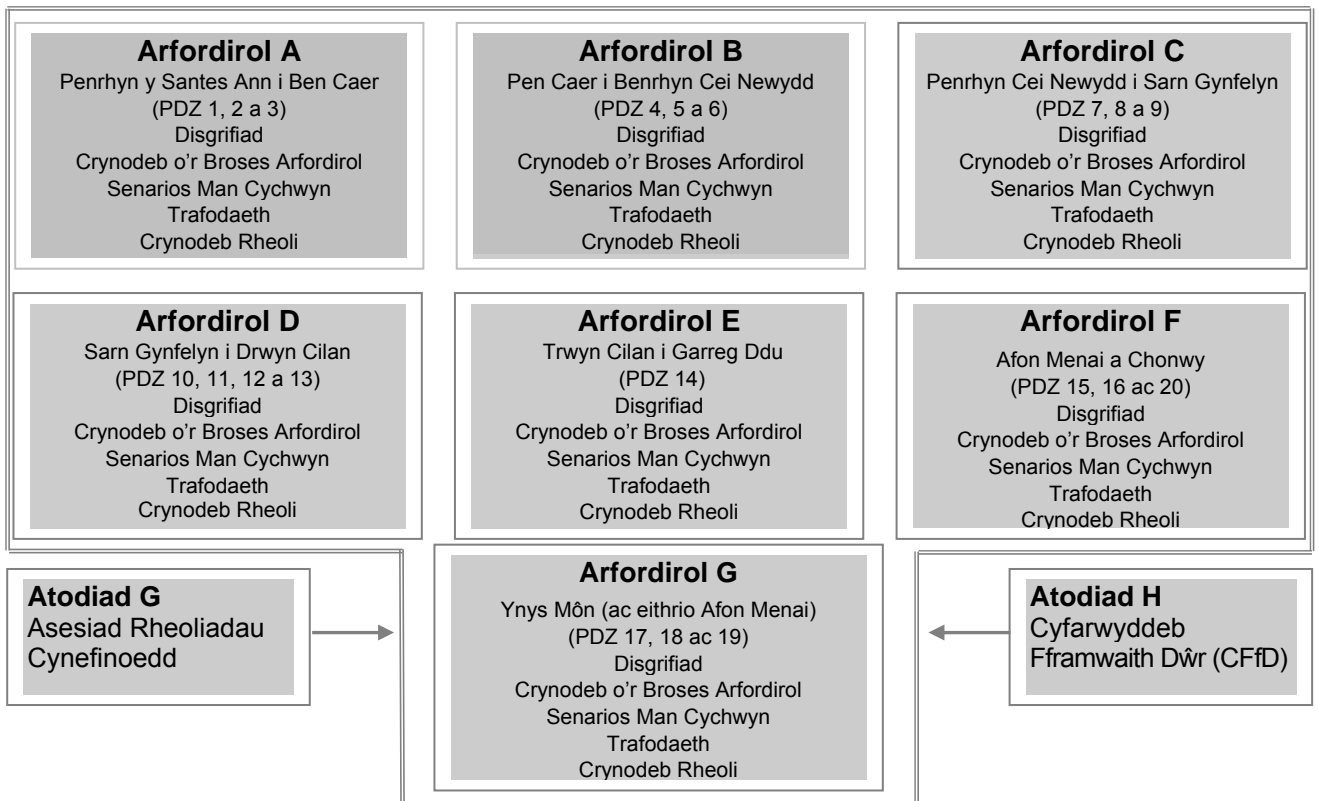 Arfordirol A
Penrhyn y Santes Ann i Ben Caer
(PDZ 1, 2 a 3)
Disgrifiad
Crynodeb o'r Broses Arfordirol
Senarios Man Cychwyn
Trafodaeth
Crynodeb Rheoli
Arfordirol B
Pen Caer i Benrhyn Cei Newydd
(PDZ 4, 5 a 6)
Disgrifiad
Crynodeb o'r Broses Arfordirol
Senarios Man Cychwyn
Trafodaeth
Crynodeb Rheoli
Arfordirol C
Penrhyn Cei Newydd i Sarn Gynfelyn
(PDZ 7, 8 a 9)
Disgrifiad
Crynodeb o'r Broses Arfordirol
Senarios Man Cychwyn
Trafodaeth
Crynodeb Rheoli
Arfordirol D
Sarn Gynfelyn i Drwyn Cilan
(PDZ 10, 11, 12 a 13)
Disgrifiad
Crynodeb o'r Broses Arfordirol
Senarios Man Cychwyn
Trafodaeth
Crynodeb Rheoli
Arfordirol E
Trwyn Cilan i Garreg Ddu
(PDZ 14)
Disgrifiad
Crynodeb o'r Broses Arfordirol
Senarios Man Cychwyn
Trafodaeth
Crynodeb Rheoli
Arfordirol F
Afon Menai a Chonwy
(PDZ 15, 16 ac 20)
Disgrifiad
Crynodeb o'r Broses Arfordirol
Senarios Man Cychwyn
Trafodaeth
Crynodeb Rheoli
Atodiad G
Asesiad Rheoliadau
Cynefinoedd
Arfordirol G
Ynys Môn (ac eithrio Afon Menai)
(PDZ 17, 18 ac 19)
Disgrifiad
Crynodeb o'r Broses Arfordirol
Senarios Man Cychwyn
Trafodaeth
Crynodeb Rheoli
Atodiad H
Cyfarwyddeb
Fframwaith Dŵr (CFfD)